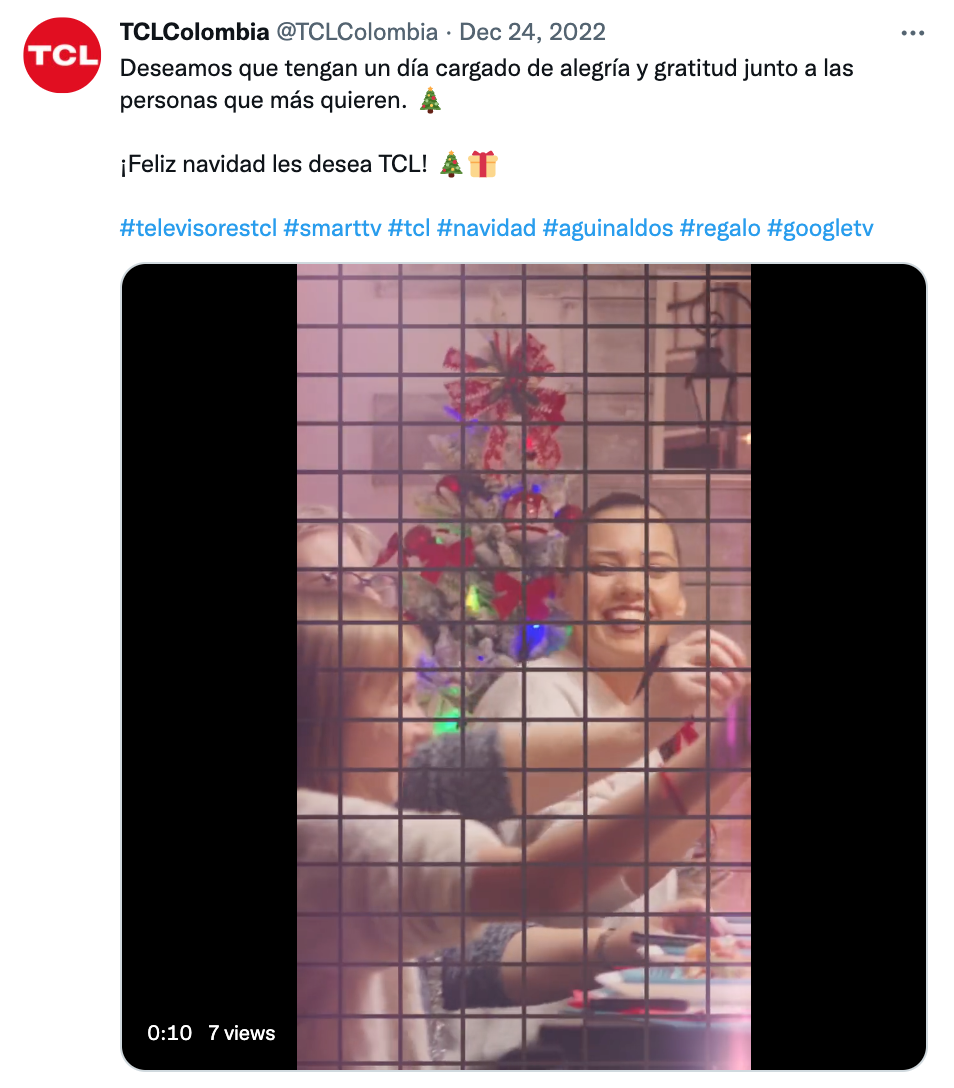 TCL
TCLColombia @TCLColombia · Dec 24, 2022
Deseamos que tengan un día cargado de alegría y gratitud junto a las
personas que más quieren. 🎄
¡Feliz navidad les desea TCL! 🎄🎁
#televisorestcl #smarttv #tcl #navidad #aguinaldos #regalo #googletv
0:10 7 views